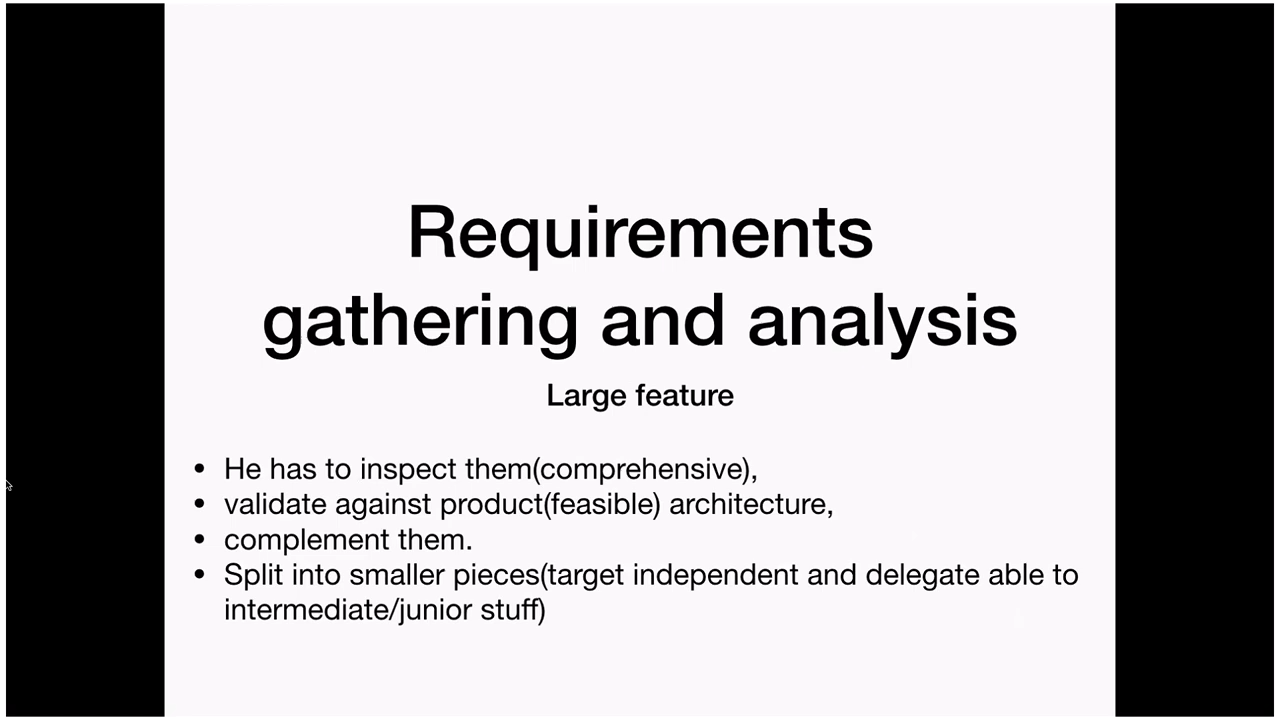 Requirements
gathering and analysis
Large feature
• He has to inspect them(comprehensive),
• validate against product(feasible) architecture,
• complement them.
• Split into smaller pieces(target independent and delegate able to
intermediate/junior stuff)